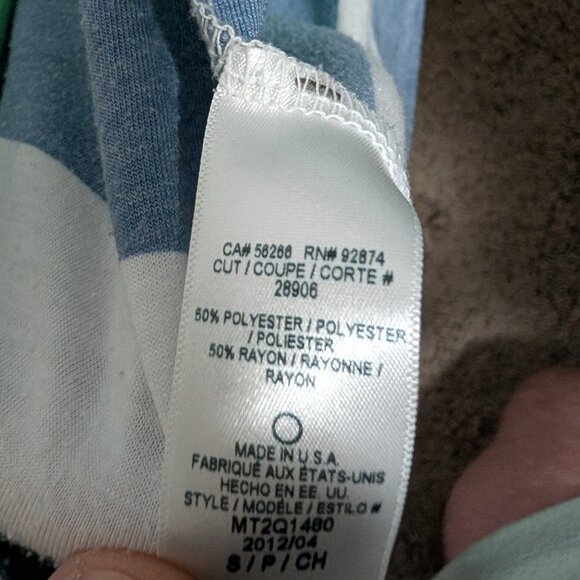 CA# 56266 RN# 92874
CUT / COUPE / CORTE #
28906
50% POLYESTER / POLYESTER
/ POLIESTER
50% RAYON / RAYONNE /
RAYON
MADE IN U.S.A.
FABRIQUÉ AUX ÉTATS-UNIS
HECHO EN EE. UU.
STYLE / MODÈLE / ESTILO #
MT2Q1480
2012/04
S / P / CH